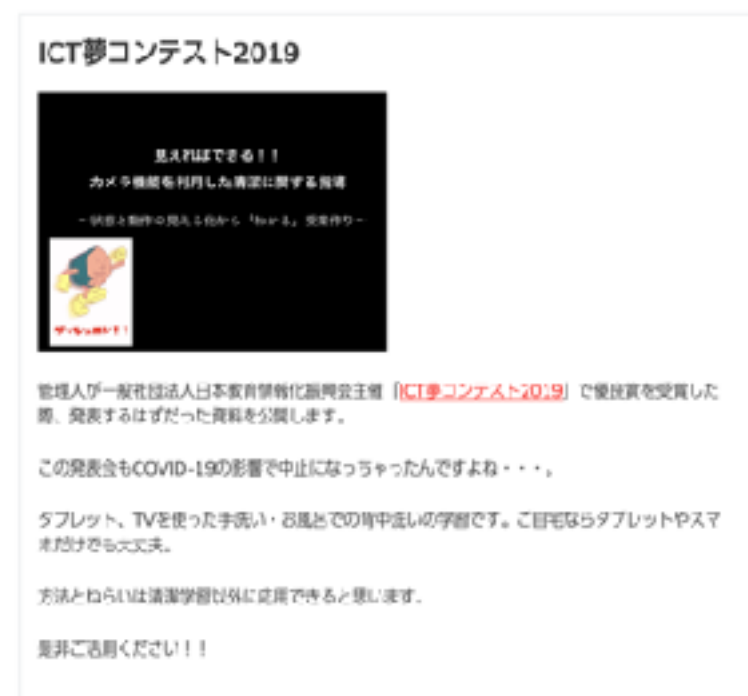 ICT夢コンテスト2019
見えればできる！！
カメラ機能を利用した清潔に関する指導
管理人が一般社団法人日本教育情報化振興会主催「ICT夢コンテスト2019」で優良賞を受賞した
際、発表するはずだった資料を公開します。
この発表会もCOVID-19の影響で中止になっちゃったんですよね・・・。
タブレット、TVを使った手洗い・お風呂での背中洗いの学習です。ご自宅ならタブレットやスマ
ホだけでも大丈夫。
方法とねらいは清潔学習以外に応用できると思います。
是非ご活用ください！！